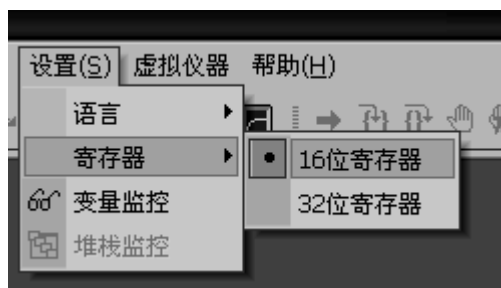 设置(S) 虚拟仪器 帮助(H)
语言
寄存器
16位寄存器
变量监控
32位寄存器
堆栈监控